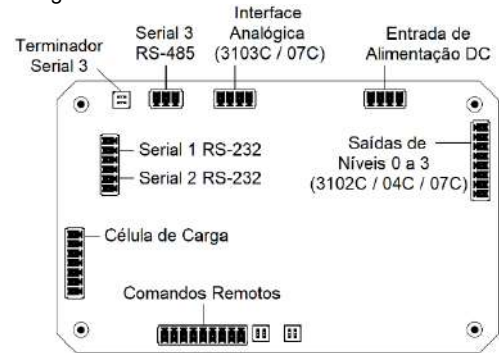 Terminador
Serial 3
Serial 3
RS-485
Interface
Analógica
(3103C / 07C)
Entrada de
Alimentação DC
Serial 1 RS-232
Serial 2 RS-232
Saídas de
Níveis 0 a 3
(3102C / 04C / 07C)
Célula de Carga
Comandos Remotos